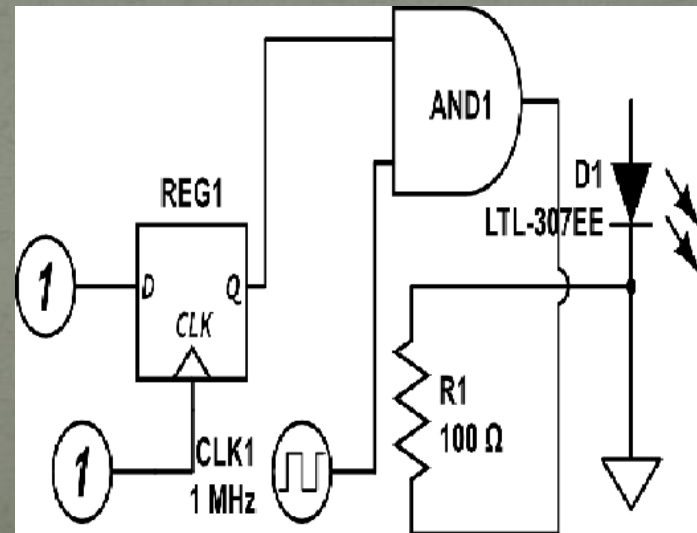 AND1
D1
LTL-307EE
REG1
1
D
Q
CLK
R1
100 Ω
1
CLK1
1 MHz